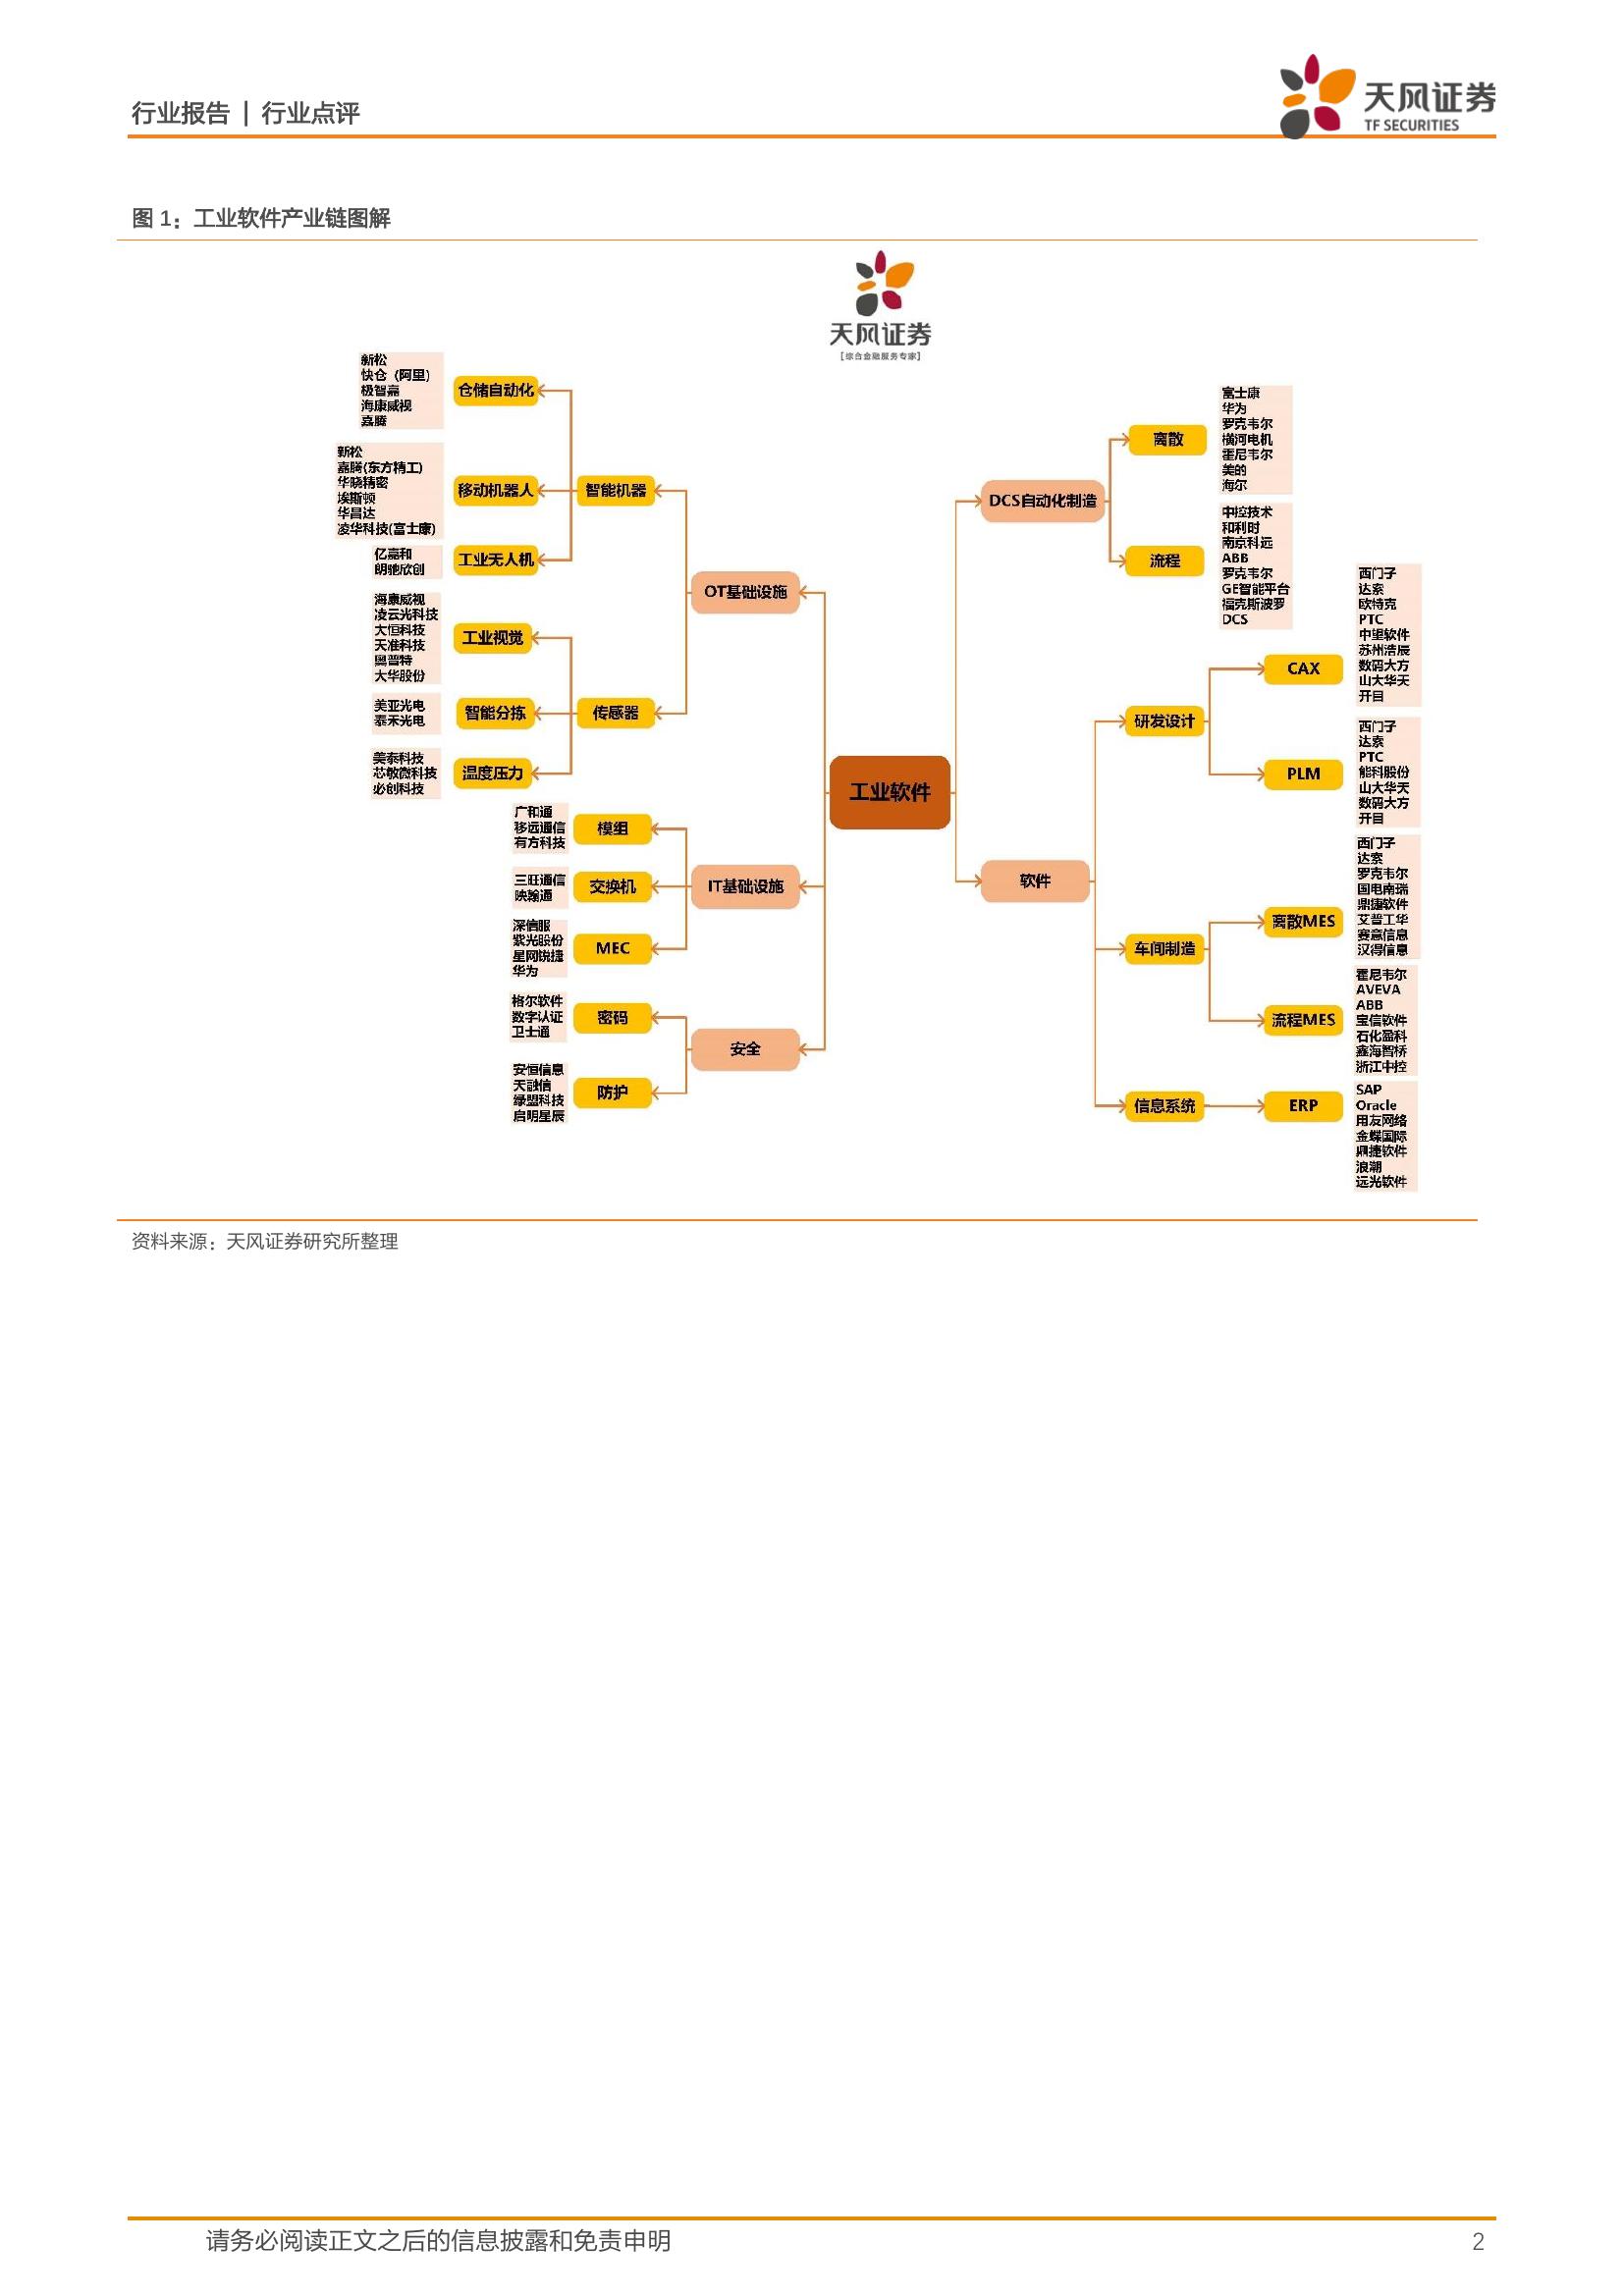 行业报告 | 行业点评
天风证券
TF SECURITIES
图 1：工业软件产业链图解
天风证券
[综合金融服务专家]
新松
快仓（阿里）
极智嘉
海康威视
嘉腾
仓储自动化
新松
嘉腾(东方精工)
华晓精密
埃斯顿
华昌达
凌华科技(富士康)
移动机器人
智能机器
亿嘉和
朗驰欣创
工业无人机
OT基础设施
海康威视
凌云光科技
大恒科技
天准科技
奥普特
大华股份
工业视觉
美亚光电
泰禾光电
智能分拣
传感器
美泰科技
芯敏微科技
必创科技
温度压力
工业软件
广和通
移远通信
有方科技
模组
三旺通信
映翰通
交换机
IT基础设施
深信服
紫光股份
星网锐捷
华为
MEC
格尔软件
数字认证
卫士通
密码
安全
安恒信息
天融信
绿盟科技
启明星辰
防护
DCS自动化制造
离散
富士康
华为
罗克韦尔
横河电机
霍尼韦尔
美的
海尔
流程
中控技术
和利时
南京科远
ABB
罗克韦尔
GE智能平台
福克斯波罗
DCS
软件
研发设计
CAX
西门子
达索
欧特克
PTC
中望软件
苏州浩辰
数码大方
山大华天
开目
PLM
西门子
达索
PTC
能科股份
山大华天
数码大方
开目
车间制造
离散MES
西门子
达索
罗克韦尔
国电南瑞
鼎捷软件
艾普工华
赛意信息
汉得信息
流程MES
霍尼韦尔
AVEVA
ABB
宝信软件
石化盈科
鑫海智桥
浙江中控
信息系统
ERP
SAP
Oracle
用友网络
金蝶国际
鼎捷软件
浪潮
远光软件
资料来源：天风证券研究所整理
请务必阅读正文之后的信息披露和免责申明
2